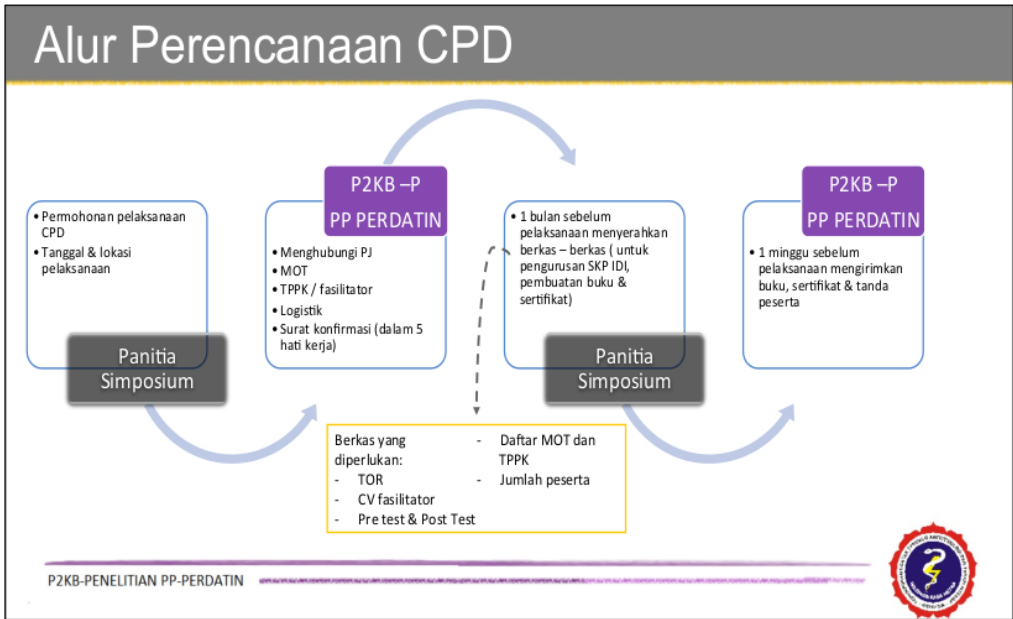 Alur Perencanaan CPD
• Permohonan pelaksanaan
CPD
• Tanggal & lokasi
pelaksanaan
Panitia
Simposium
P2KB –P
PP PERDATIN
• Menghubungi PJ
• MOT
• TPPK / fasilitator
• Logistik
• Surat konfirmasi (dalam 5
hati kerja)
• 1 bulan sebelum
pelaksanaan menyerahkan
berkas – berkas ( untuk
pengurusan SKP IDI,
pembuatan buku &
sertifikat)
Panitia
Simposium
P2KB –P
PP PERDATIN
• 1 minggu sebelum
pelaksanaan mengirimkan
buku, sertifikat & tanda
peserta
Berkas yang
diperlukan:
- TOR
- CV fasilitator
- Pre test & Post Test
- Daftar MOT dan
TPPK
- Jumlah peserta
P2KB-PENELITIAN PP-PERDATIN